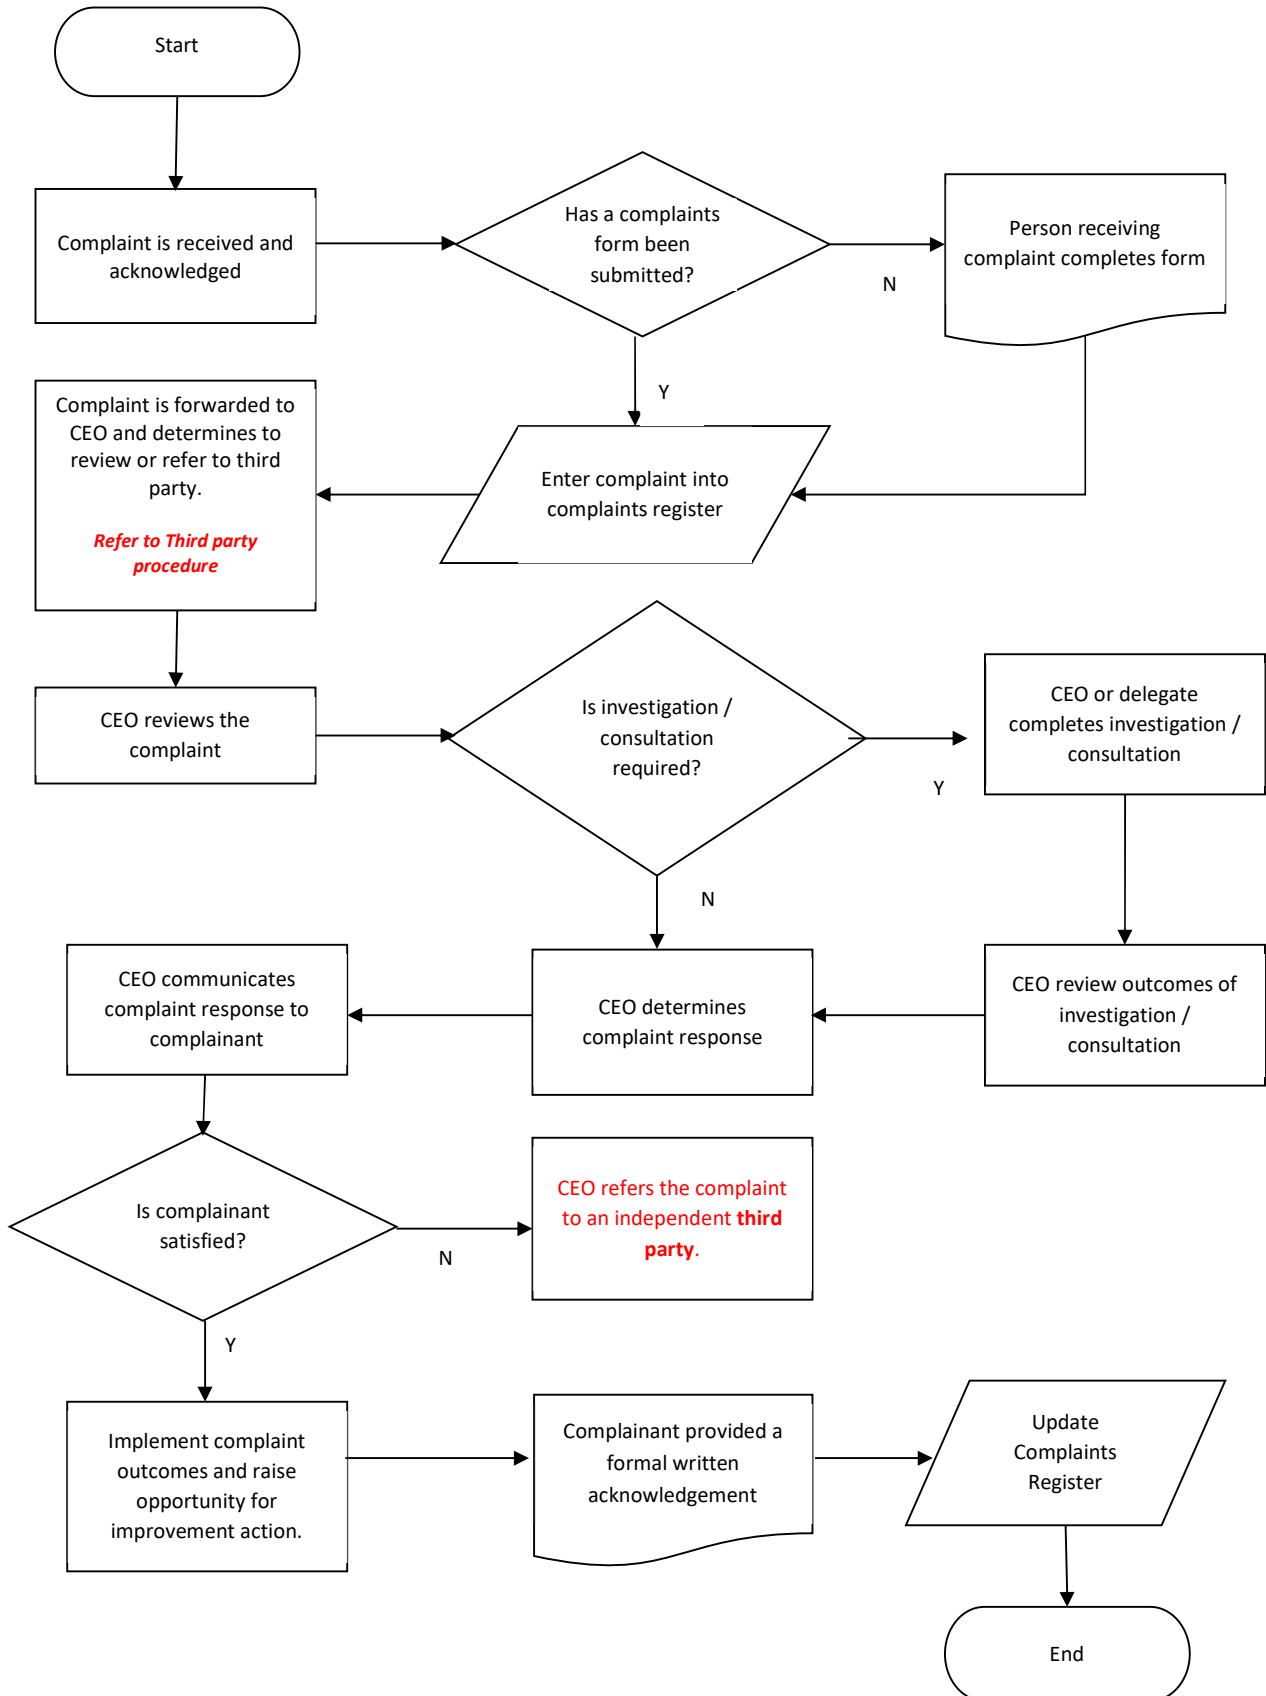 Start
Complaint is received and
acknowledged
Has a complaints
form been
submitted?
N
Person receiving
complaint completes form
Y
Complaint is forwarded to
CEO and determines to
review or refer to third
party.
Refer to Third party
procedure
Enter complaint into
complaints register
CEO reviews the
complaint
Is investigation /
consultation
required?
Y
CEO or delegate
completes investigation /
consultation
N
CEO communicates
complaint response to
complainant
CEO determines
complaint response
CEO review outcomes of
investigation /
consultation
Is complainant
satisfied?
N
CEO refers the complaint
to an independent third
party.
Y
Implement complaint
outcomes and raise
opportunity for
improvement action.
Complainant provided a
formal written
acknowledgement
Update
Complaints
Register
End